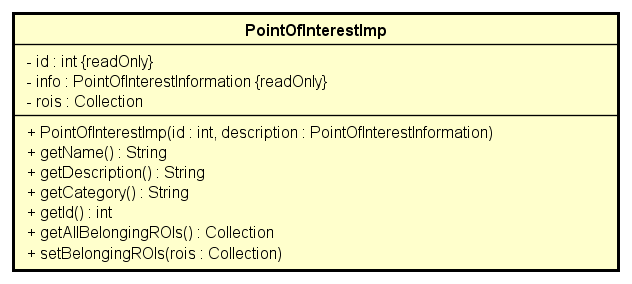 PointOfInterestImp
- id : int {readOnly}
- info : PointOfInterestInformation {readOnly}
- rois : Collection
+ PointOfInterestImp(id : int, description : PointOfInterestInformation)
+ getName() : String
+ getDescription() : String
+ getCategory() : String
+ getId() : int
+ getAllBelongingROIs() : Collection
+ setBelongingROIs(rois : Collection)